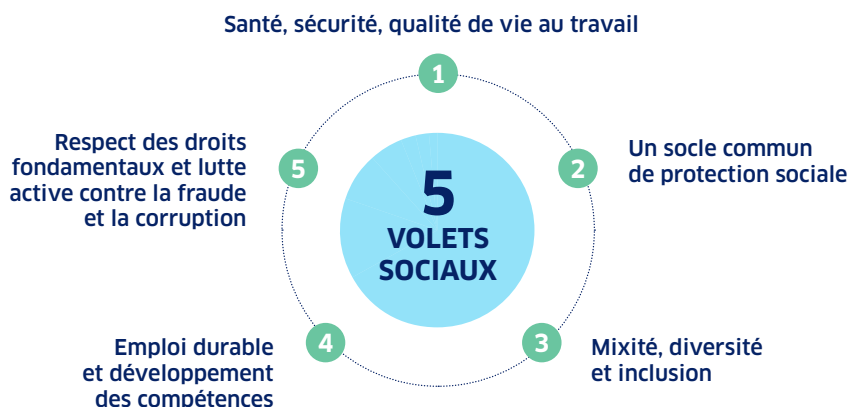 Santé, sécurité, qualité de vie au travail
1
2
Un socle commun
de protection sociale
3
Mixité, diversité
et inclusion
4
Emploi durable
et développement
des compétences
5
Respect des droits
fondamentaux et lutte
active contre la fraude
et la corruption
5
VOLETS
SOCIAUX